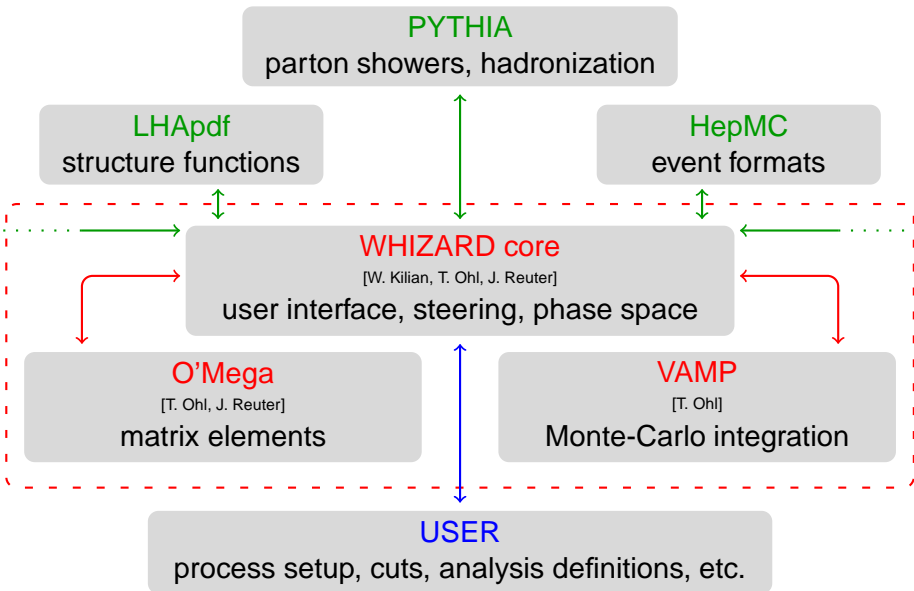 PYTHIA
parton showers, hadronization
LHApdf
structure functions
HepMC
event formats
WHIZARD core
[W. Kilian, T. Ohl, J. Reuter]
user interface, steering, phase space
O’Mega
[T. Ohl, J. Reuter]
matrix elements
VAMP
[T. Ohl]
Monte-Carlo integration
USER
process setup, cuts, analysis definitions, etc.